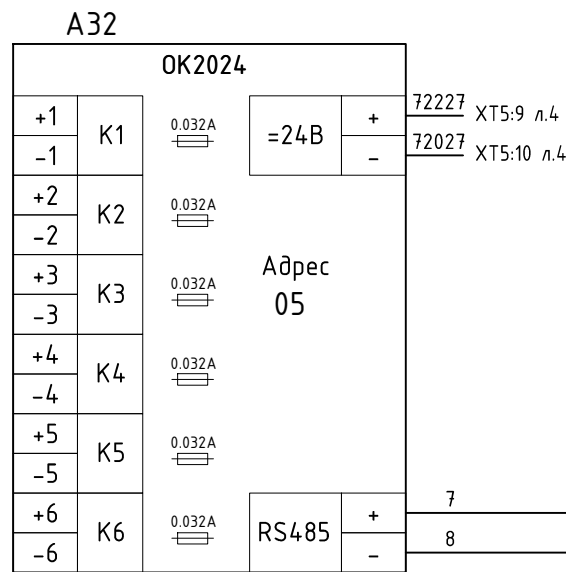 А32
ОК2024
+1
-1
К1
0.032А
=24В
+
-
72227
ХТ5:9 л.4
72027
ХТ5:10 л.4
+2
-2
К2
0.032А
+3
-3
К3
0.032А
Адрес
05
+4
-4
К4
0.032А
+5
-5
К5
0.032А
+6
-6
К6
0.032А
RS485
+
-
7
8